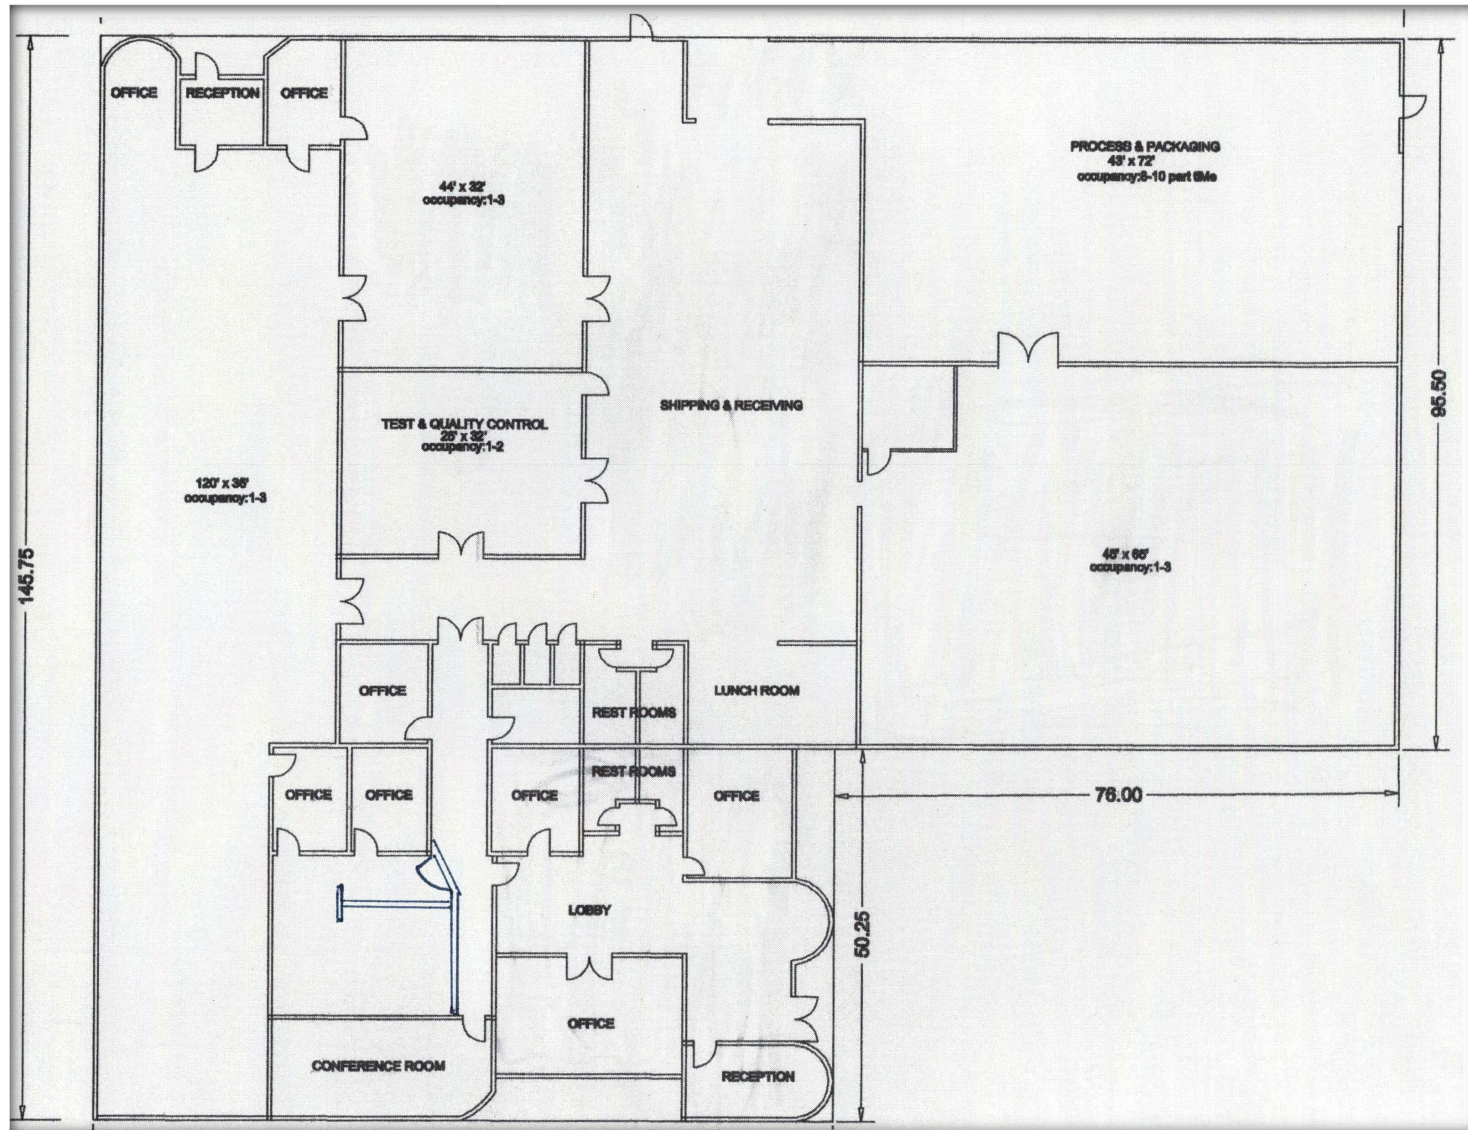 OFFICE
RECEPTION
OFFICE
PROCESS & PACKAGING
43' x 72'
occupancy:8-10 part tiMe
44' x 32'
occupancy:1-3
95.50
SHIPPING & RECEIVING
TEST & QUALITY CONTROL
25' x 32'
occupancy:1-2
120' x 36'
occupancy:1-3
145.75
occupancy:1-3
OFFICE
LUNCH ROOM
REST ROOMS
REST ROOMS
OFFICE
OFFICE
OFFICE
OFFICE
76.00
LOBBY
50.25
OFFICE
CONFERENCE ROOM
RECEPTION